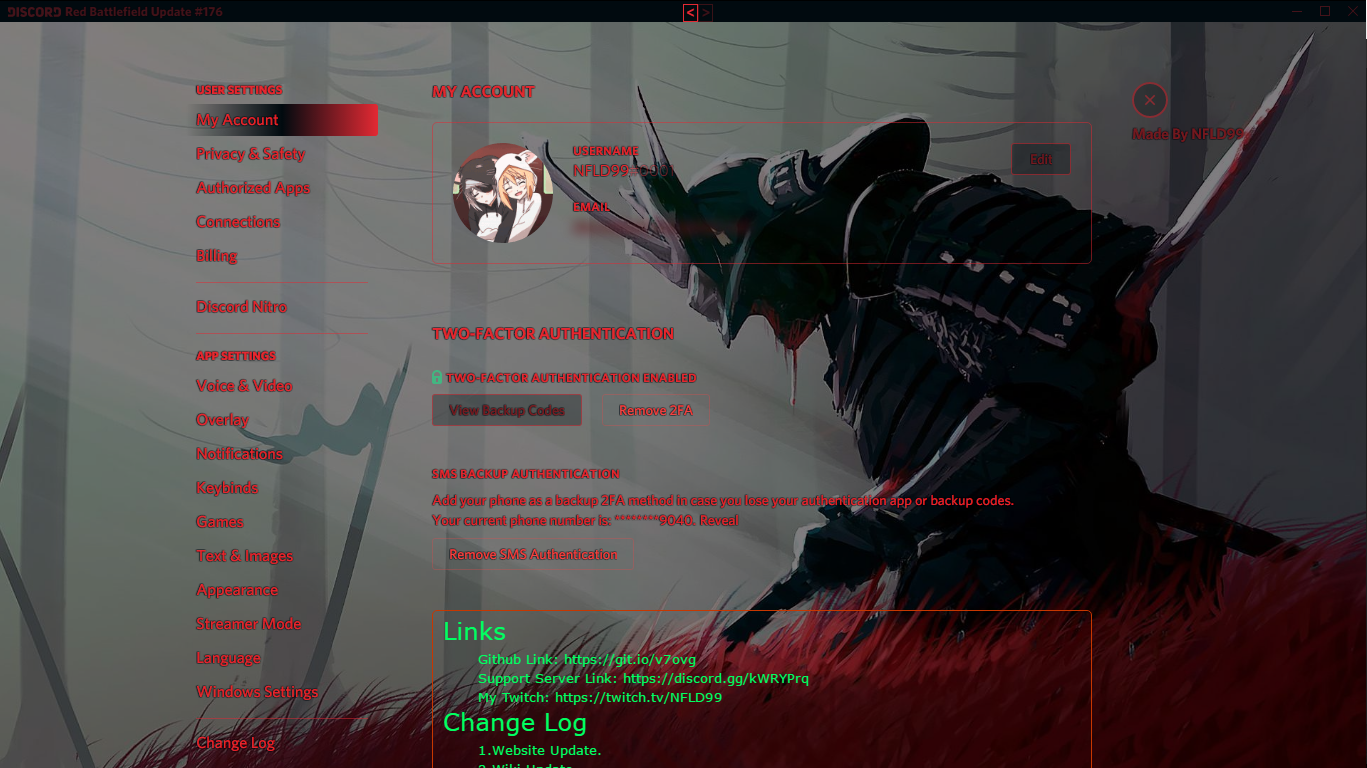 DISCORD Red Battlefield Update #176
< >
USER SETTINGS
My Account
Privacy & Safety
Authorized Apps
Connections
Billing
Discord Nitro
APP SETTINGS
Voice & Video
Overlay
Notifications
Keybinds
Games
Text & Images
Appearance
Streamer Mode
Language
Windows Settings
Change Log
MY ACCOUNT
USERNAME
NFLD99#0001
EMAIL
Edit
Made By NFLD99
TWO-FACTOR AUTHENTICATION
TWO-FACTOR AUTHENTICATION ENABLED
View Backup Codes
Remove 2FA
SMS BACKUP AUTHENTICATION
Add your phone as a backup 2FA method in case you lose your authentication app or backup codes.
Your current phone number is: ********9040. Reveal
Remove SMS Authentication
Links
Github Link: https://git.io/v7ovg
Support Server Link: https://discord.gg/kWRYPrq
My Twitch: https://twitch.tv/NFLD99
Change Log
1.Website Update.
2.Wiki Update.